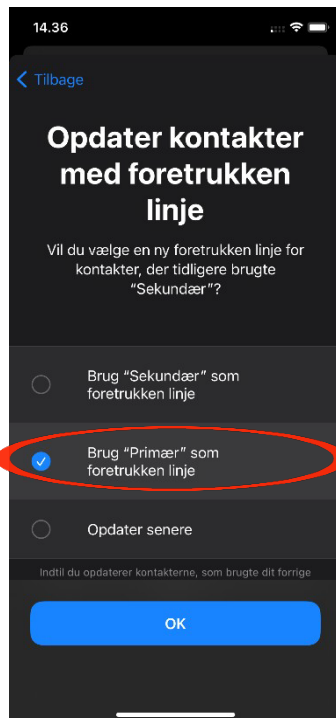 14.36
Tilbage
Opdater kontakter
med foretrukken
linje
Vil du vælge en ny foretrukken linje for
kontakter, der tidligere brugte
“Sekundær”?
Brug “Sekundær” som
foretrukken linje
Brug “Primær” som
foretrukken linje
Opdater senere
Indtil du opdaterer kontakterne, som brugte dit forrige
OK